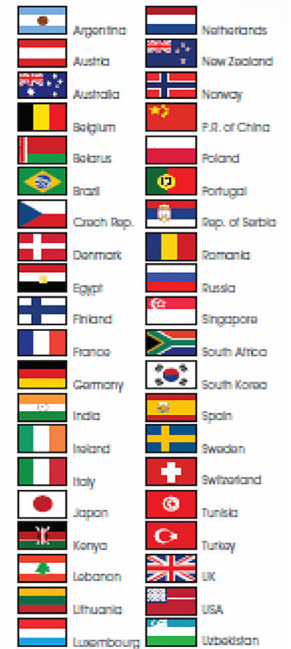 Argentina
Austria
Australia
Belgium
Belarus
Brazil
Czech Rep.
Denmark
Egypt
Finland
France
Germany
India
Ireland
Italy
Japan
Kenya
Lebanon
Lithuania
Luxembourg
Netherlands
New Zealand
Norway
P.R. of China
Poland
Portugal
Rep. of Serbia
Romania
Russia
Singapore
South Africa
South Korea
Spain
Sweden
Switzerland
Tunisia
Turkey
UK
USA
Uzbekistan